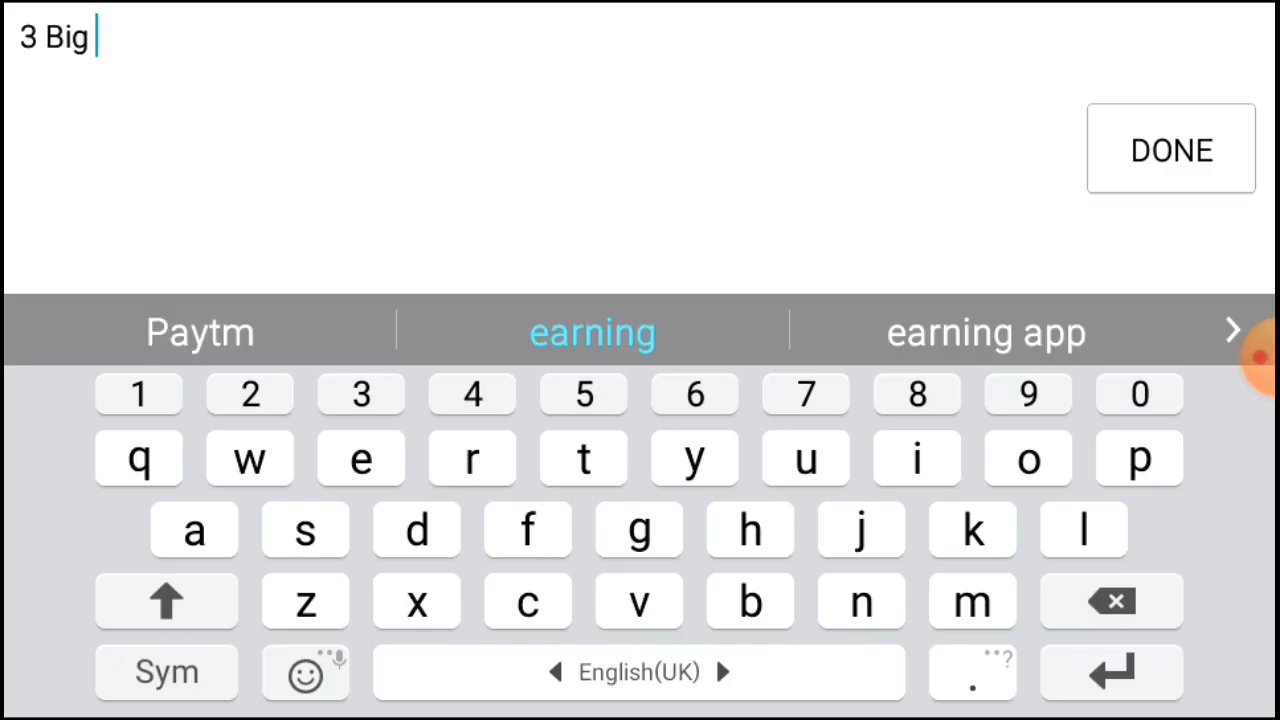 3 Big
DONE
Paytm earning earning app
1 2 3 4 5 6 7 8 9 0
q w e r t y u i o p
a s d f g h j k l
z x c v b n m
Sym English(UK) . ?